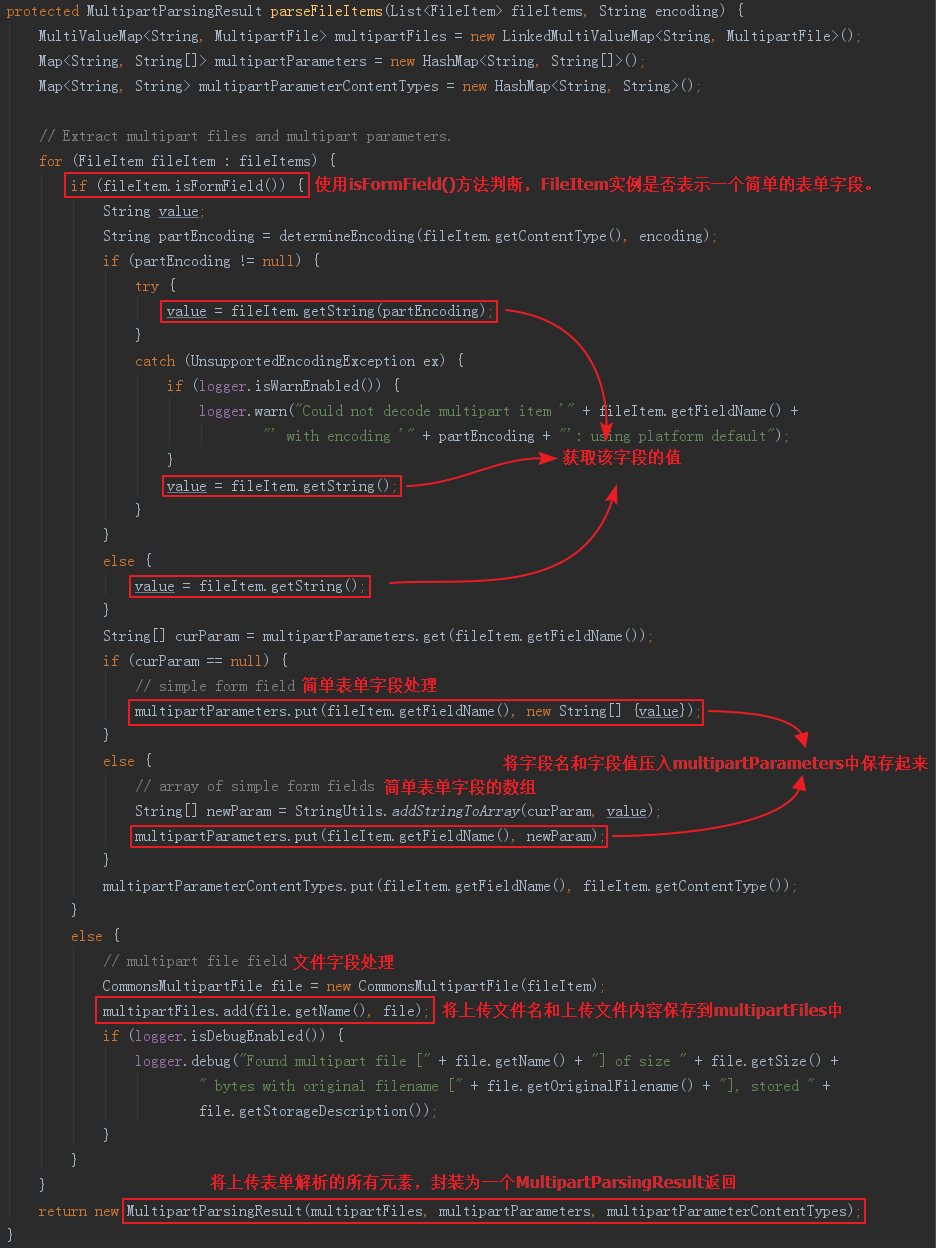 protected MultipartParsingResult parseFileItems(List<FileItem> fileItems, String encoding) {
MultiValueMap<String, MultipartFile> multipartFiles = new LinkedMultiValueMap<String, MultipartFile>();
Map<String, String[]> multipartParameters = new HashMap<String, String[]>();
Map<String, String> multipartParameterContentTypes = new HashMap<String, String>();
// Extract multipart files and multipart parameters.
for (FileItem fileItem : fileItems) {
if (fileItem.isFormField()) { 使用isFormField()方法判断，FileItem实例是否表示一个简单的表单字段。
String value;
String partEncoding = determineEncoding(fileItem.getContentType(), encoding);
if (partEncoding != null) {
try {
value = fileItem.getString(partEncoding);
}
catch (UnsupportedEncodingException ex) {
if (logger.isWarnEnabled()) {
logger.warn("Could not decode multipart item '" + fileItem.getFieldName() +
"' with encoding '" + partEncoding + "': using platform default");
}
获取该字段的值
value = fileItem.getString();
}
}
else {
value = fileItem.getString();
}
String[] curParam = multipartParameters.get(fileItem.getFieldName());
if (curParam == null) {
// simple form field 简单表单字段处理
multipartParameters.put(fileItem.getFieldName(), new String[] {value});
}
else {
将字段名和字段值压入multipartParameters中保存起来
// array of simple form fields 简单表单字段的数组
String[] newParam = StringUtils.addStringToArray(curParam, value);
multipartParameters.put(fileItem.getFieldName(), newParam);
}
multipartParameterContentTypes.put(fileItem.getFieldName(), fileItem.getContentType());
}
else {
// multipart file field 文件字段处理
CommonsMultipartFile file = new CommonsMultipartFile(fileItem);
multipartFiles.add(file.getName(), file); 将上传文件名和上传文件内容保存到multipartFiles中
if (logger.isDebugEnabled()) {
logger.debug("Found multipart file [" + file.getName() + "] of size " + file.getSize() +
" bytes with original filename [" + file.getOriginalFilename() + "], stored " +
file.getStorageDescription());
}
}
}
将上传表单解析的所有元素，封装为一个MultipartParsingResult返回
return new MultipartParsingResult(multipartFiles, multipartParameters, multipartParameterContentTypes);
}